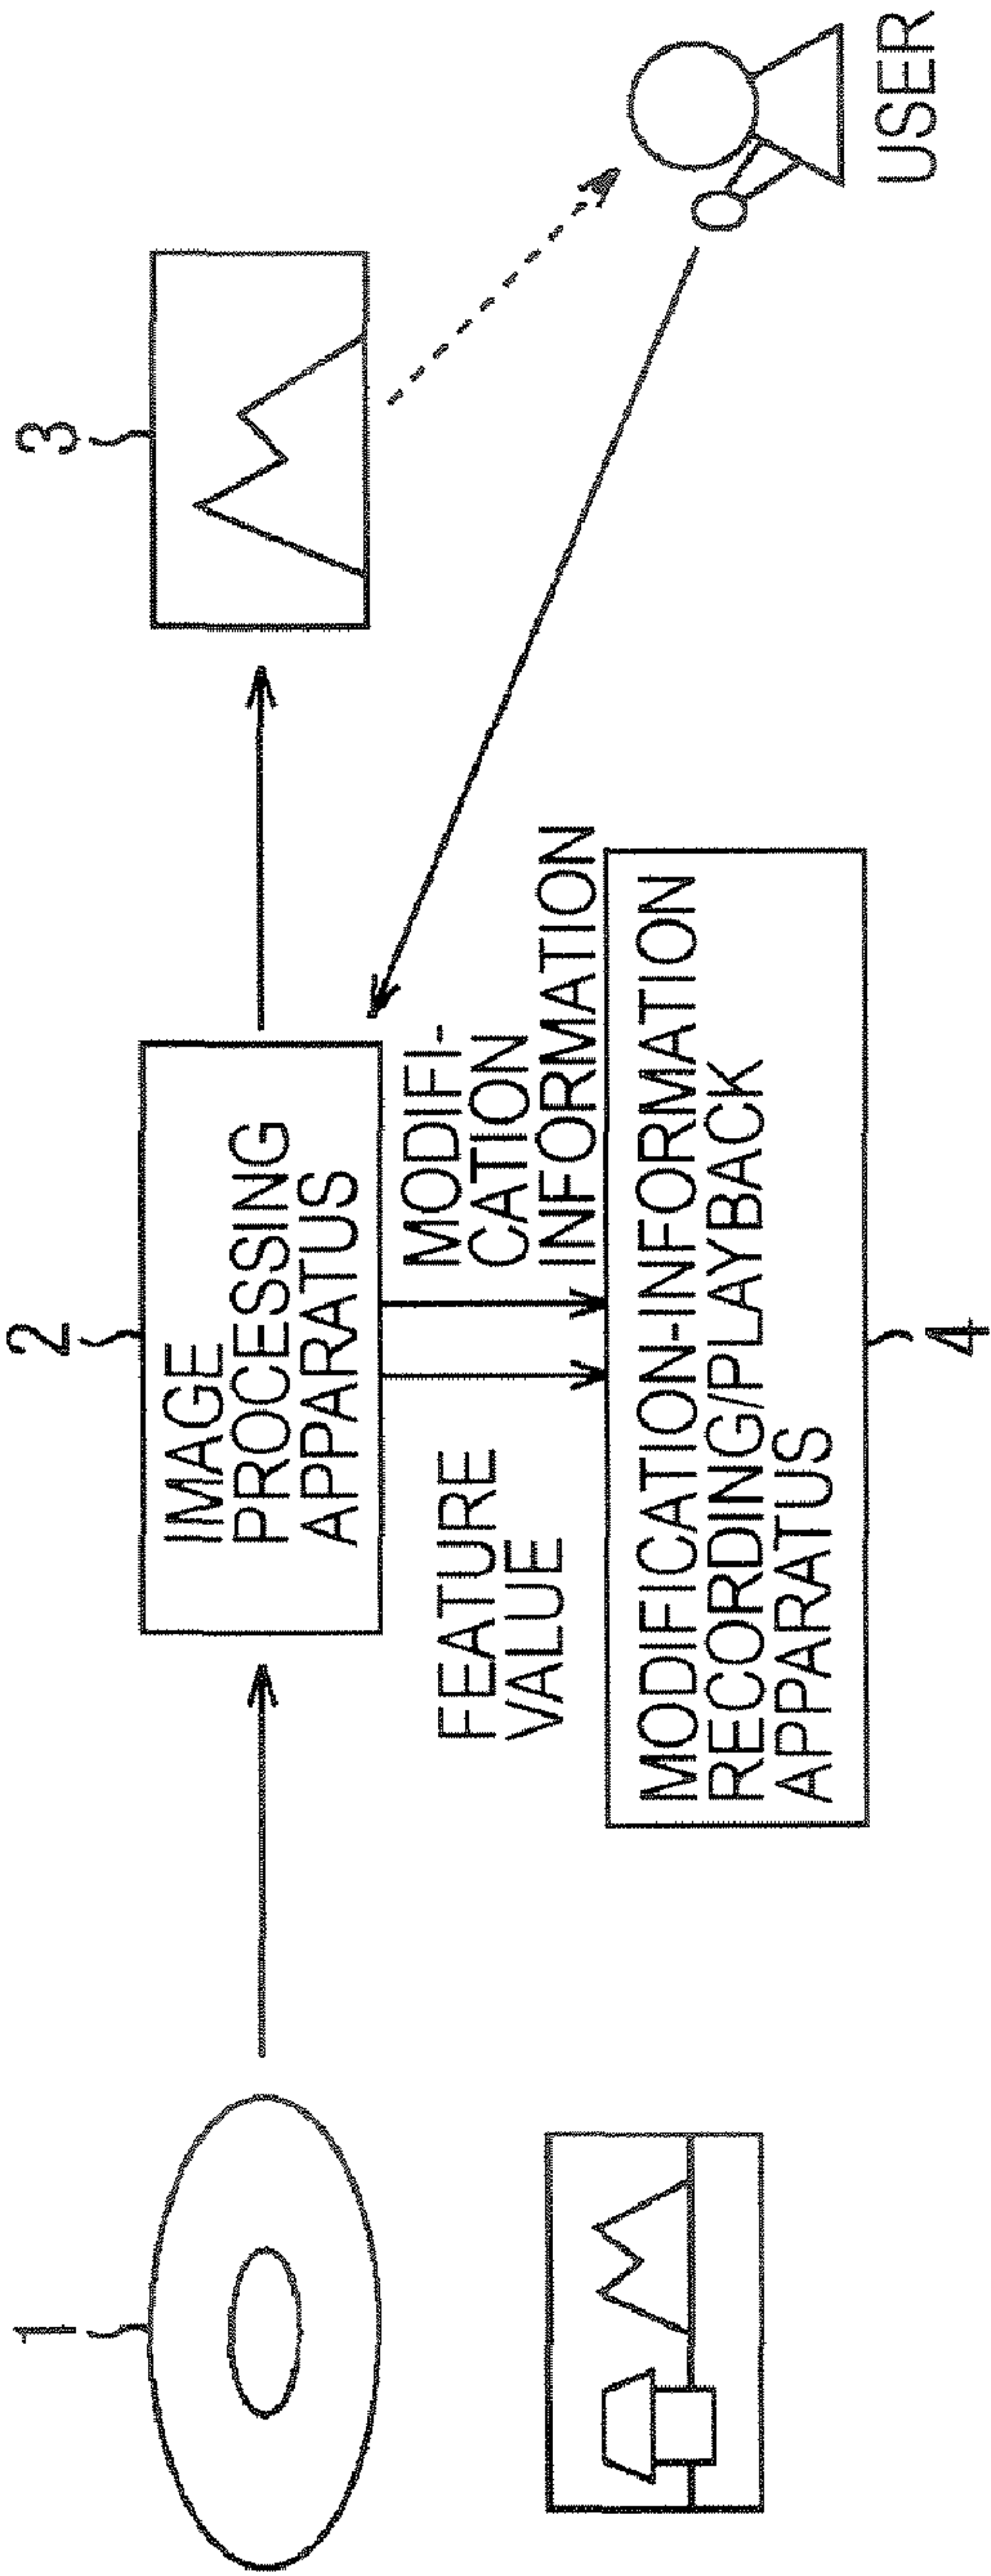 1
2
IMAGE
PROCESSING
APPARATUS
3
FEATURE
VALUE
MODIFI-
CATION
INFORMATION
MODIFICATION-INFORMATION
RECORDING/PLAYBACK
APPARATUS
4
USER